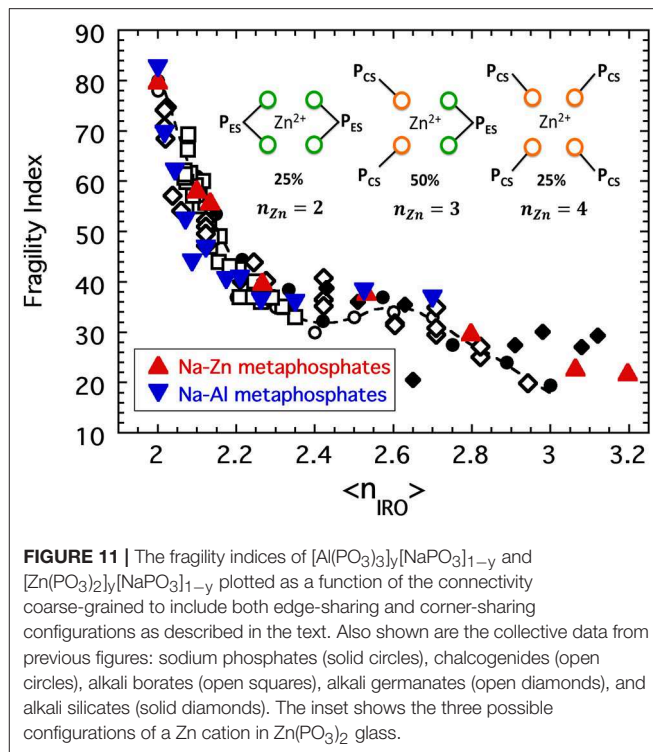 90
80
70
60
50
40
30
20
10
Fragility Index
P_CS P_CS P_CS
P_ES Zn²⁺ P_ES Zn²⁺ P_ES Zn²⁺
P_CS P_CS P_CS
25% 50% 25%
n_Zn = 2 n_Zn = 3 n_Zn = 4
Na-Zn metaphosphates
Na-Al metaphosphates
2 2.2 2.4 2.6 2.8 3 3.2
<n_IRO>
FIGURE 11 | The fragility indices of [Al(PO₃)₃]y[NaPO₃]₁₋y and
[Zn(PO₃)₂]y[NaPO₃]₁₋y plotted as a function of the connectivity
coarse-grained to include both edge-sharing and corner-sharing
configurations as described in the text. Also shown are the collective data from
previous figures: sodium phosphates (solid circles), chalcogenides (open
circles), alkali borates (open squares), alkali germanates (open diamonds), and
alkali silicates (solid diamonds). The inset shows the three possible
configurations of a Zn cation in Zn(PO₃)₂ glass.